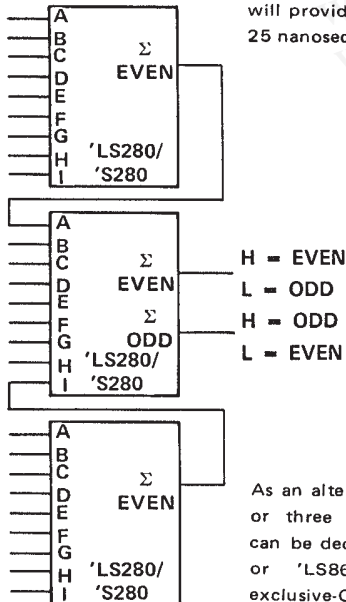 will provid
25 nanosed
A
B
C
D
E
F
G
H
I
Σ
EVEN
'LS280/
'S280
A
B
C
D
E
F
G
H
I
Σ
EVEN
Σ
ODD
'LS280/
'S280
H = EVEN
L = ODD
H = ODD
L = EVEN
A
B
C
D
E
F
G
H
I
Σ
EVEN
'LS280/
'S280
As an alte
or three
can be dec
or 'LS86
exclusive-O